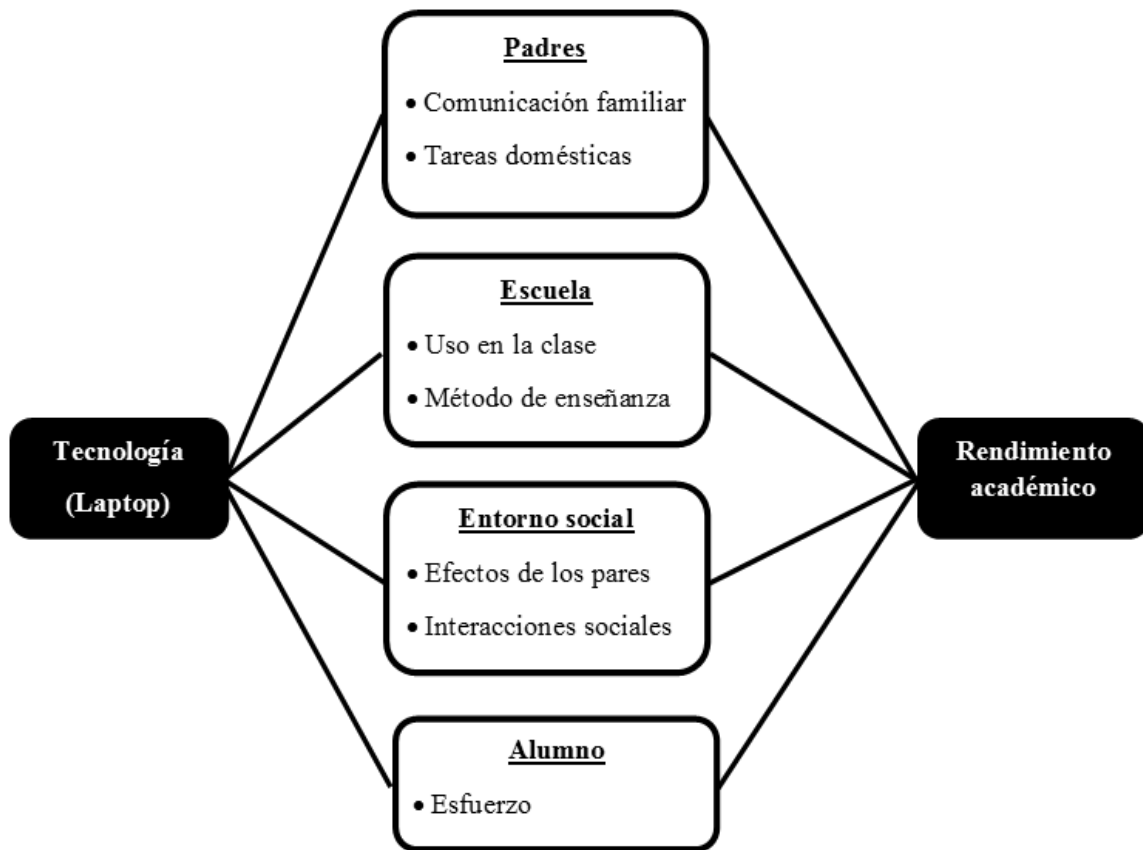 Padres
• Comunicación familiar
• Tareas domésticas
Escuela
• Uso en la clase
• Método de enseñanza
Tecnología
(Laptop)
Rendimiento
académico
Entorno social
• Efectos de los pares
• Interacciones sociales
Alumno
• Esfuerzo